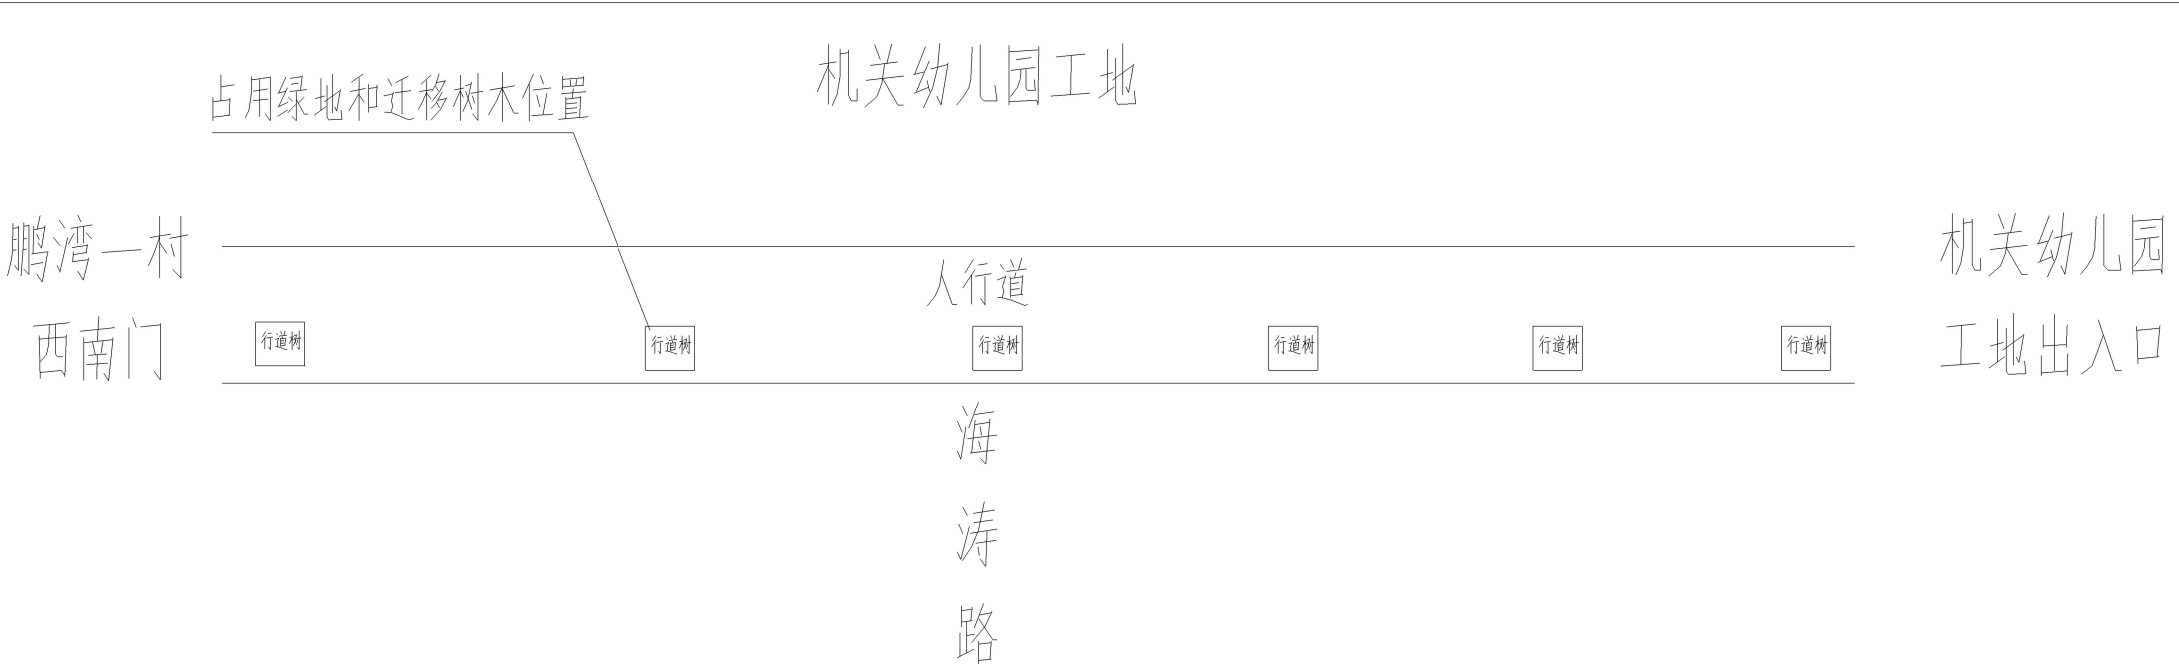 机关幼儿园工地
占用绿地和迁移树木位置
鹏湾一村
西南门
机关幼儿园
工地出入口
人行道
行道树
行道树
行道树
行道树
行道树
行道树
海
涛
路